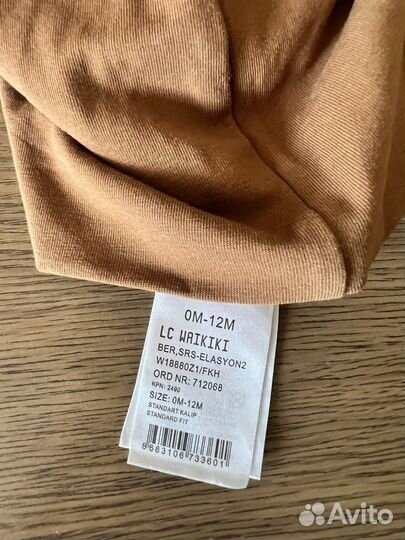 0M-12M
LC WAIKIKI
BER,SRS-ELASYON2
W18880Z1/FKH
ORD NR: 712068
KPN: 2490
SIZE: 0M-12M
STANDART KALIP
STANDARD FIT
8683106733601
Avito